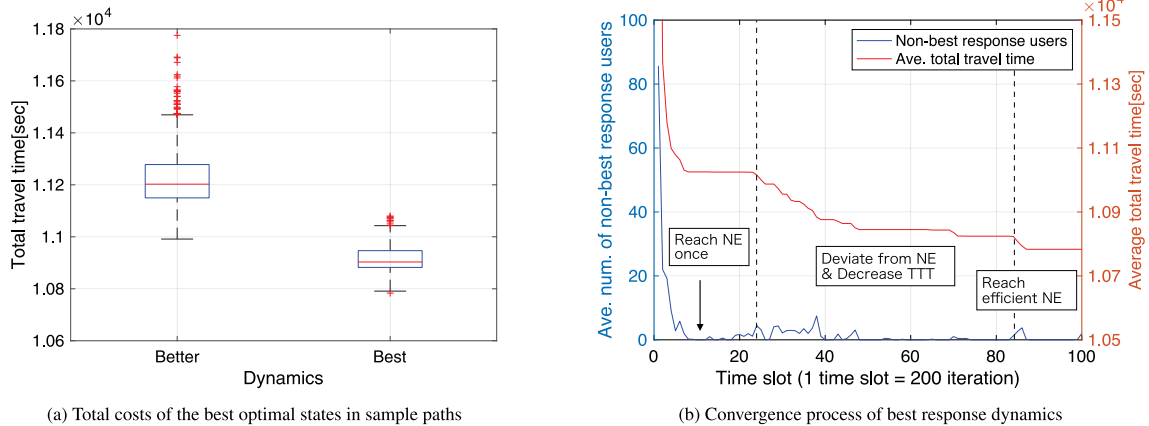 ×10⁴
1.18
1.16
1.14
1.12
1.1
1.08
1.06
Total travel time[sec]
Better
Best
Dynamics
(a) Total costs of the best optimal states in sample paths
×10⁴
100
80
60
40
20
0
Ave. num. of non-best response users
1.15
1.13
1.11
1.09
1.07
1.05
Average total travel time[sec]
Non-best response users
Ave. total travel time
Reach NE
once
Deviate from NE
& Decrease TTT
Reach
efficient NE
0
20
40
60
80
100
Time slot (1 time slot = 200 iteration)
(b) Convergence process of best response dynamics